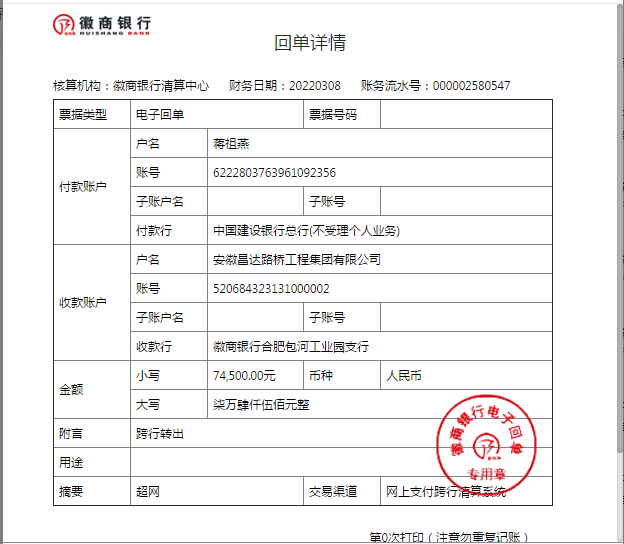 徽商银行
HUISHANG BANK
回单详情
核算机构：徽商银行清算中心 财务日期：20220308 账务流水号：000002580547
票据类型 电子回单 票据号码
付款账户
户名 蒋祖燕
账号 6222803763961092356
子账户名 子账号
付款行 中国建设银行总行(不受理个人业务)
收款账户
户名 安徽昌达路桥工程集团有限公司
账号 520684323131000002
子账户名 子账号
收款行 徽商银行合肥包河工业园支行
金额
小写 74,500.00元 币种 人民币
大写 柒万肆仟伍佰元整
附言 跨行转出
用途
摘要 超网 交易渠道 网上支付跨行清算系统
徽商银行电子回单
专用章
第0次打印（注意勿重复记账）